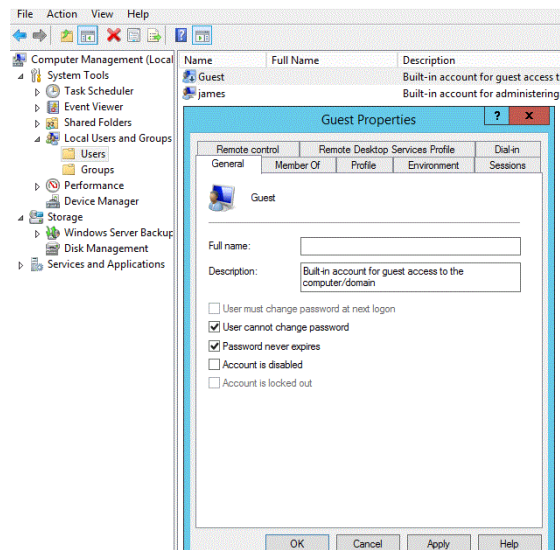 File Action View Help
Computer Management (Local
System Tools
Task Scheduler
Event Viewer
Shared Folders
Local Users and Groups
Users
Groups
Performance
Device Manager
Storage
Windows Server Backup
Disk Management
Services and Applications
Name Full Name Description
Guest Built-in account for guest access t
james Built-in account for administering
Guest Properties ? x
Remote control Remote Desktop Services Profile Dial-in
General Member Of Profile Environment Sessions
Guest
Full name:
Description: Built-in account for guest access to the
computer/domain
User must change password at next logon
User cannot change password
Password never expires
Account is disabled
Account is locked out
OK Cancel Apply Help